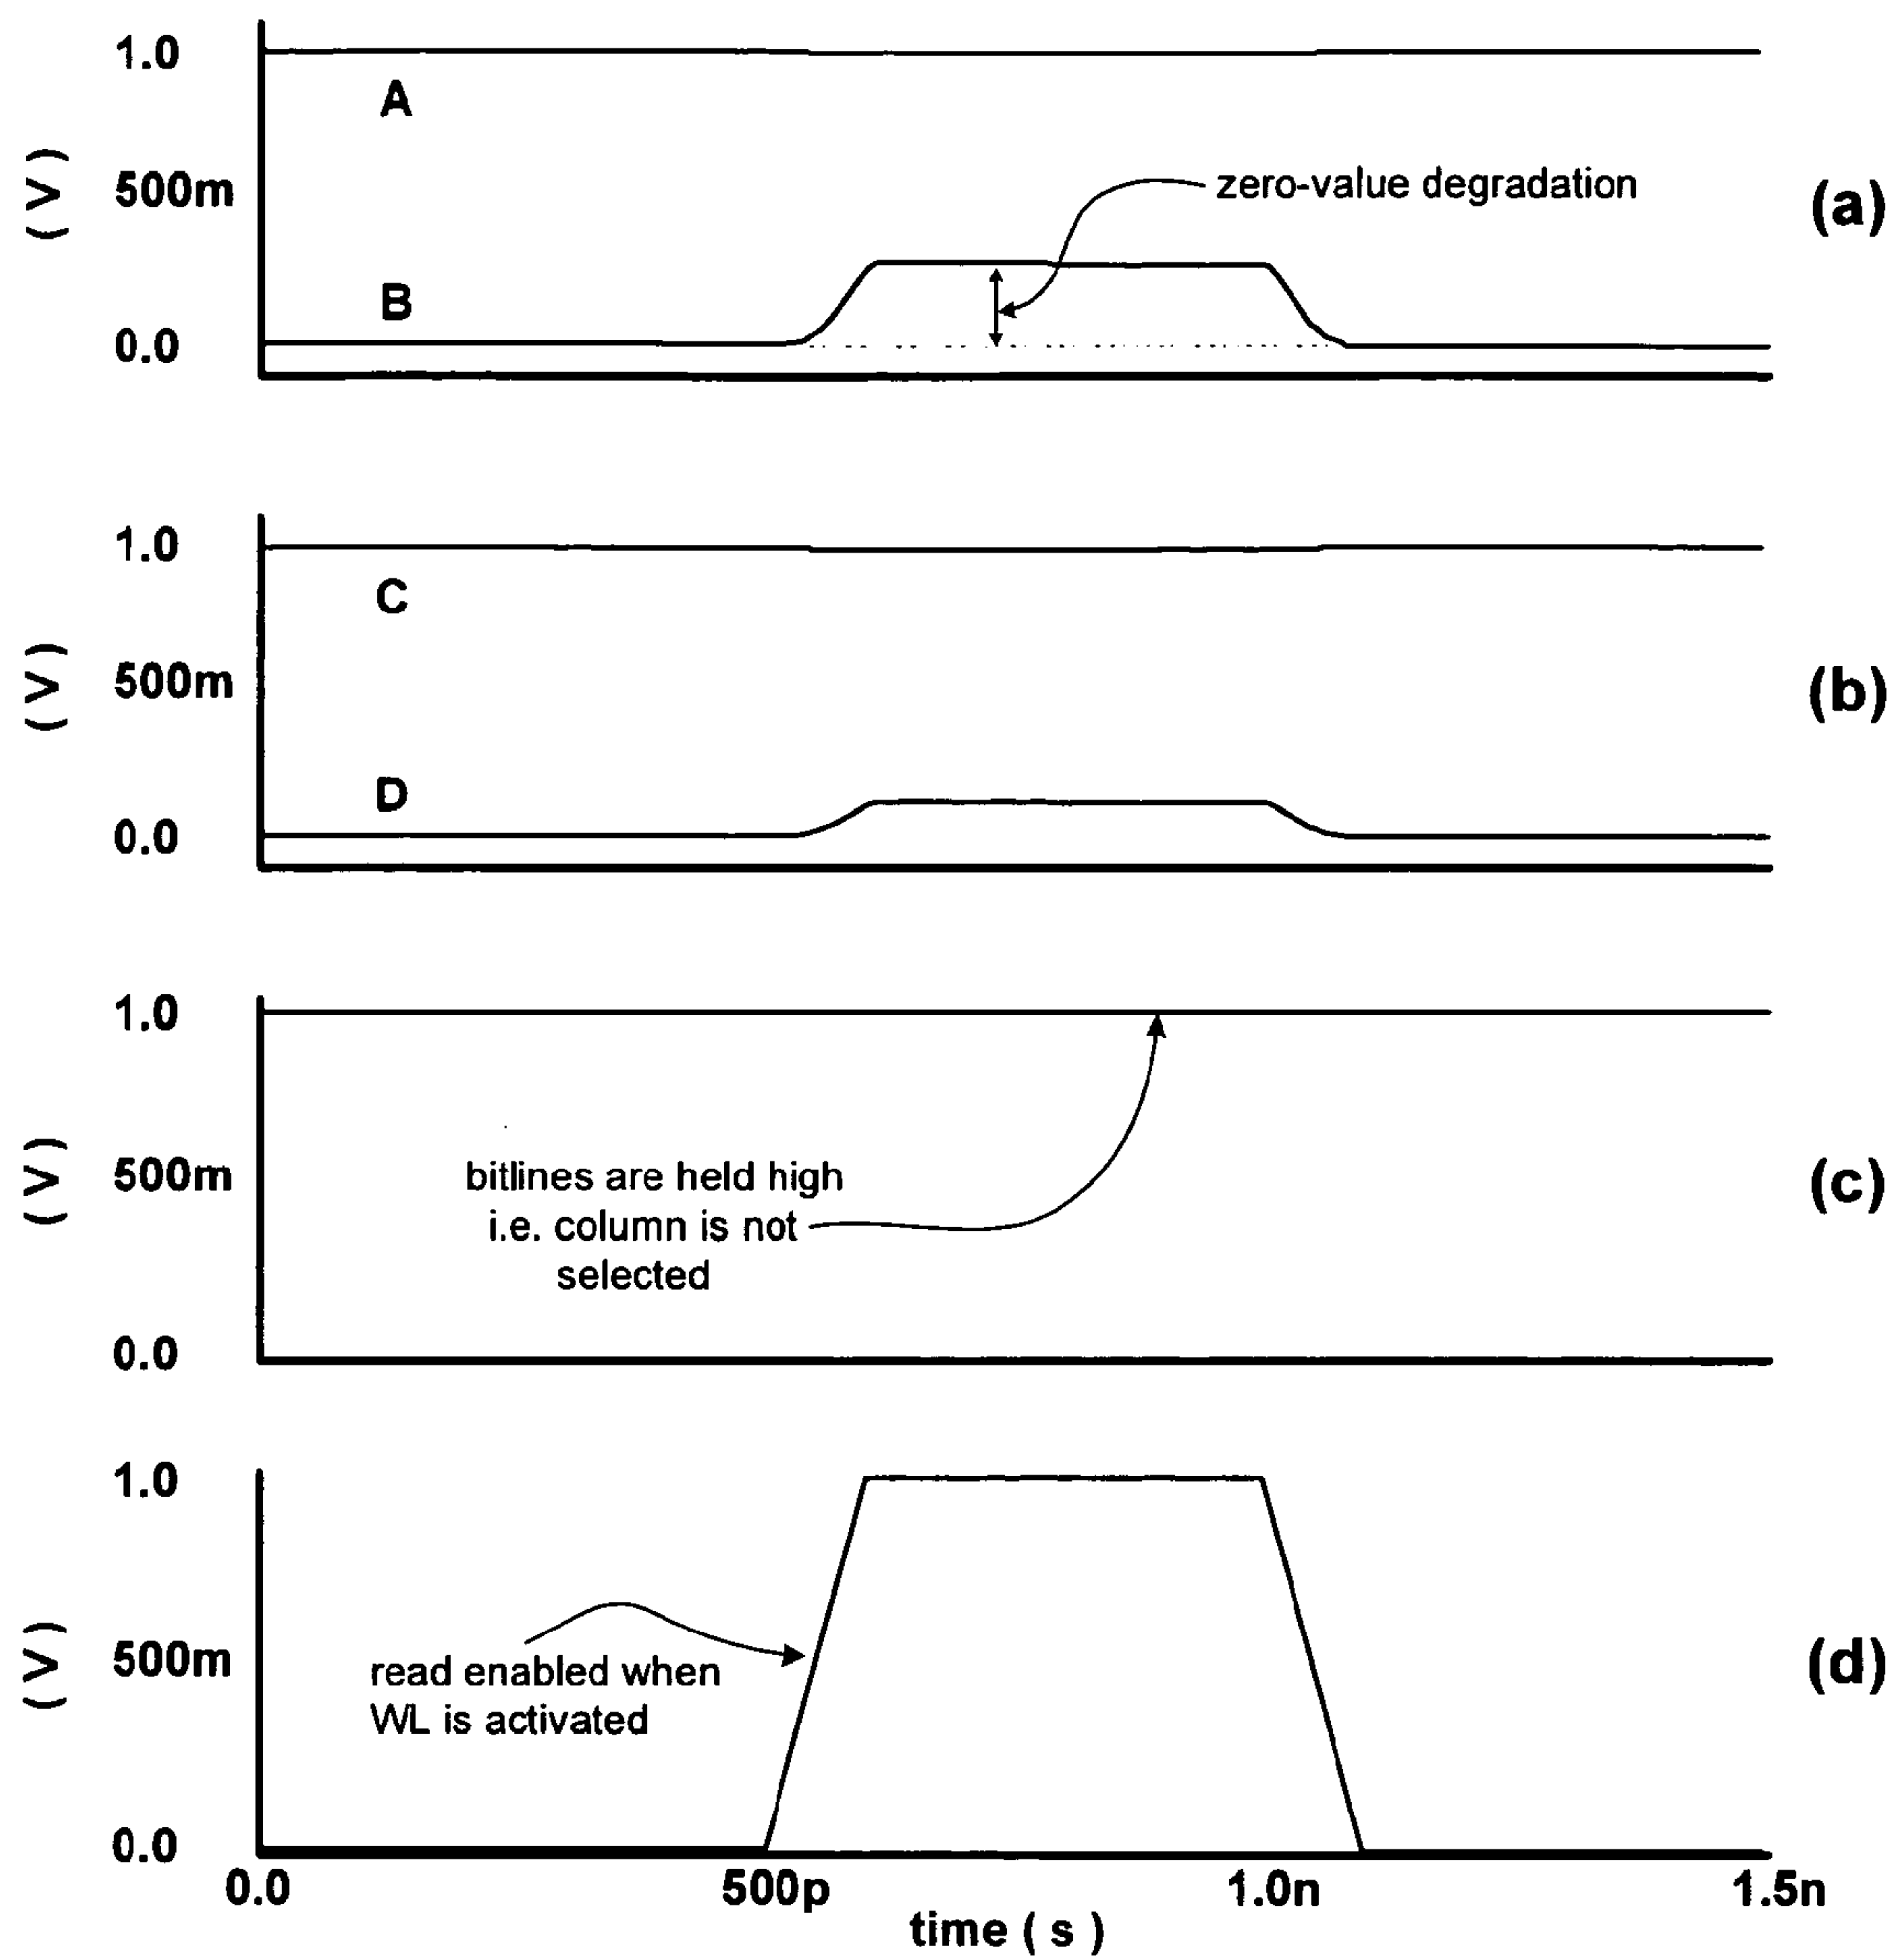 1.0
A
( V )
500m
zero-value degradation
(a)
B
0.0
1.0
C
( V )
500m
(b)
D
0.0
1.0
( V )
500m
bitlines are held high
i.e. column is not
selected
(c)
0.0
1.0
( V )
500m
read enabled when
WL is activated
(d)
0.0
0.0
500p
1.0n
1.5n
time ( s )